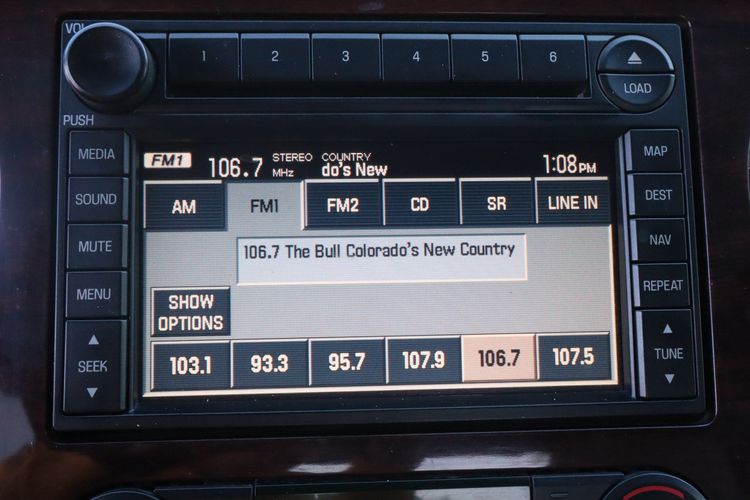 VOL
1 2 3 4 5 6
LOAD
PUSH
MEDIA
SOUND
MUTE
MENU
SEEK
FM1 106.7 MHz STEREO COUNTRY do's New 1:08 PM
AM FM1 FM2 CD SR LINE IN
106.7 The Bull Colorado's New Country
SHOW
OPTIONS
103.1 93.3 95.7 107.9 106.7 107.5
MAP
DEST
NAV
REPEAT
TUNE